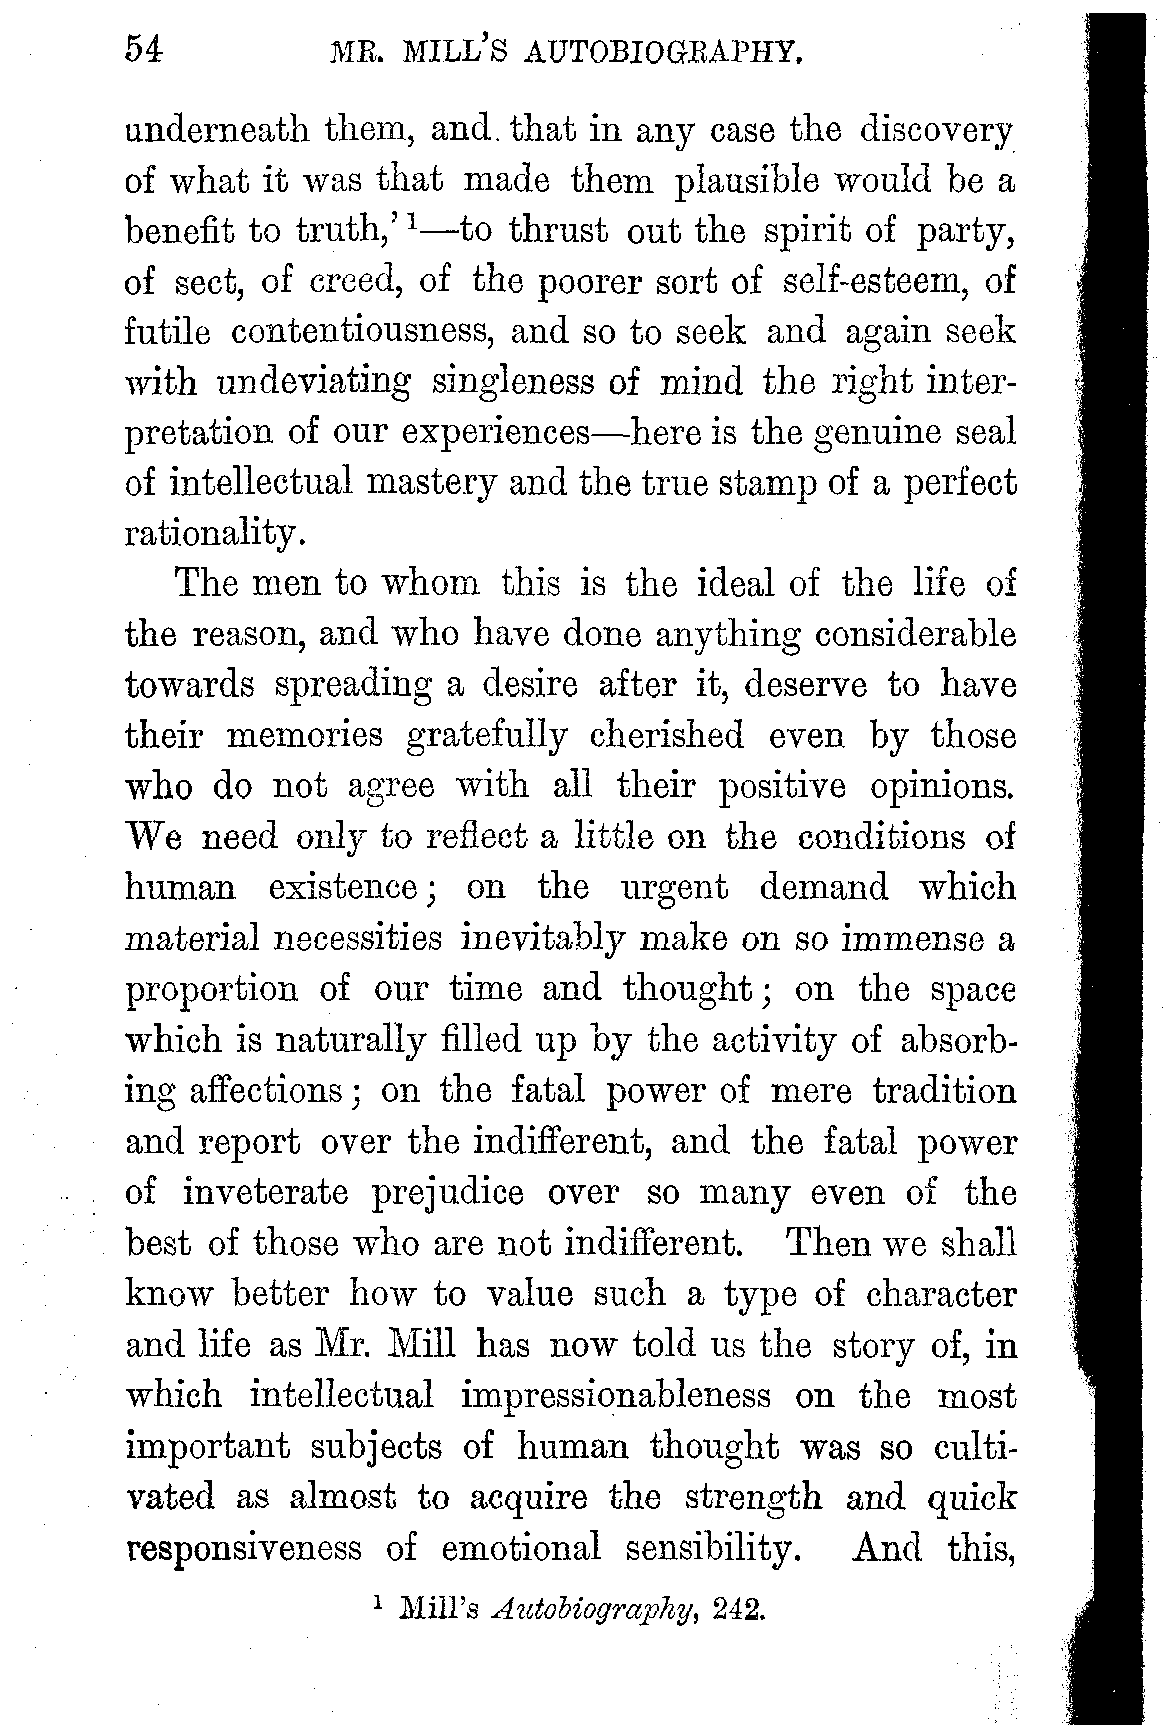 54 MR. MILL'S AUTOBIOGRAPHY.
underneath them, and that in any case the discovery
of what it was that made them plausible would be a
benefit to truth,' ¹—to thrust out the spirit of party,
of sect, of creed, of the poorer sort of self-esteem, of
futile contentiousness, and so to seek and again seek
with undeviating singleness of mind the right inter-
pretation of our experiences—here is the genuine seal
of intellectual mastery and the true stamp of a perfect
rationality.
The men to whom this is the ideal of the life of
the reason, and who have done anything considerable
towards spreading a desire after it, deserve to have
their memories gratefully cherished even by those
who do not agree with all their positive opinions.
We need only to reflect a little on the conditions of
human existence; on the urgent demand which
material necessities inevitably make on so immense a
proportion of our time and thought; on the space
which is naturally filled up by the activity of absorb-
ing affections; on the fatal power of mere tradition
and report over the indifferent, and the fatal power
of inveterate prejudice over so many even of the
best of those who are not indifferent. Then we shall
know better how to value such a type of character
and life as Mr. Mill has now told us the story of, in
which intellectual impressionableness on the most
important subjects of human thought was so culti-
vated as almost to acquire the strength and quick
responsiveness of emotional sensibility. And this,
¹ Mill's Autobiography, 242.